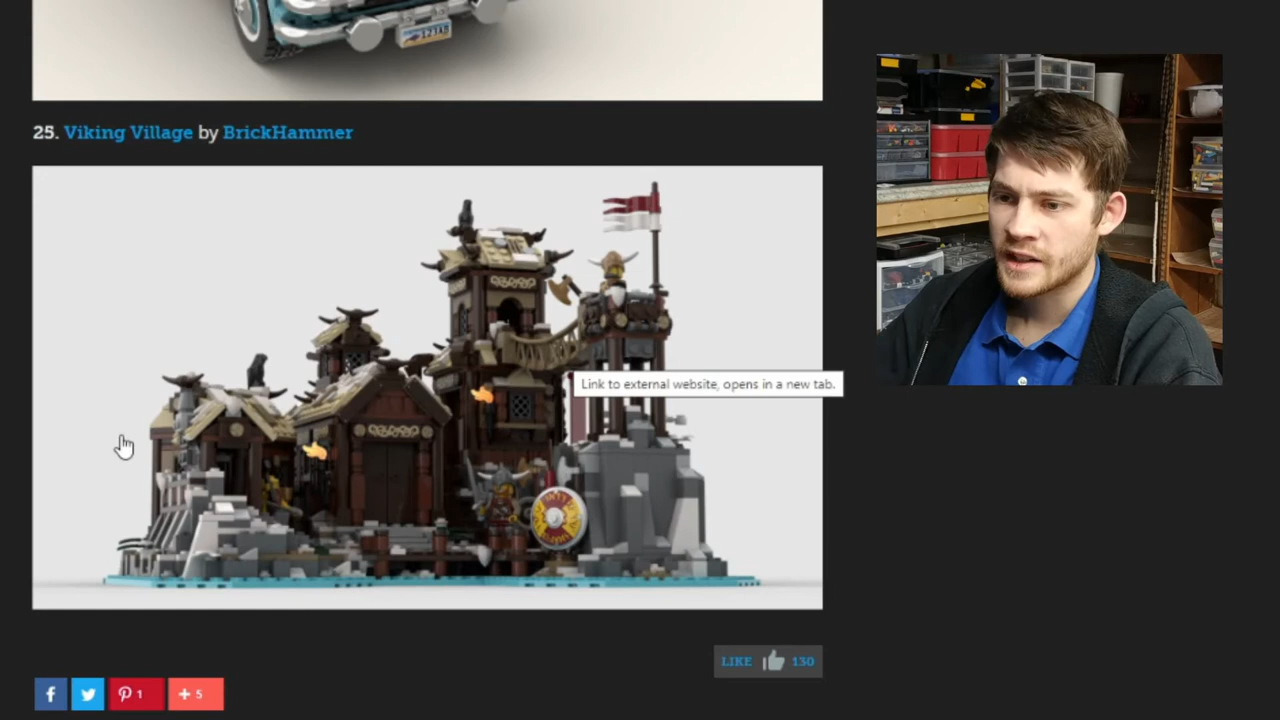 25. Viking Village by BrickHammer
Link to external website, opens in a new tab.
LIKE 130
1
5